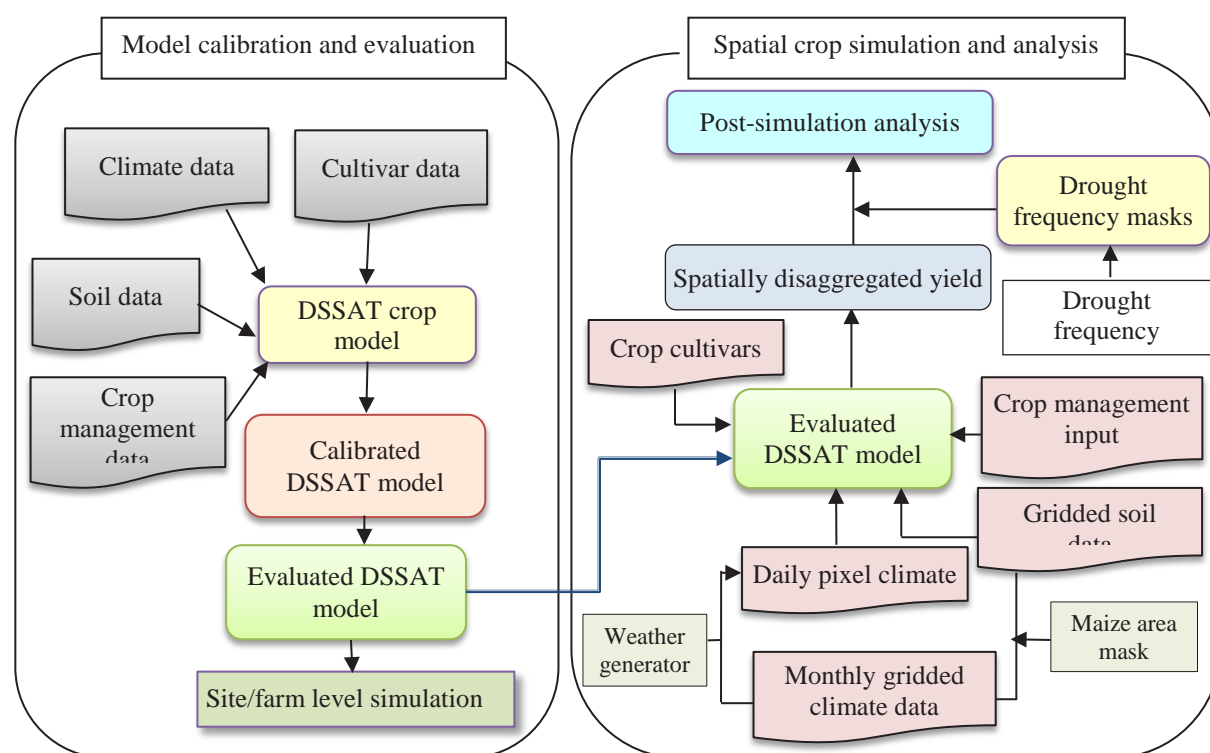 Model calibration and evaluation
Climate data
Cultivar data
Soil data
DSSAT crop
model
Crop
management
data
Calibrated
DSSAT model
Evaluated DSSAT
model
Site/farm level simulation
Spatial crop simulation and analysis
Post-simulation analysis
Drought
frequency masks
Spatially disaggregated yield
Drought
frequency
Crop cultivars
Evaluated
DSSAT model
Crop management
input
Gridded soil
data
Daily pixel climate
Weather
generator
Maize area
mask
Monthly gridded
climate data